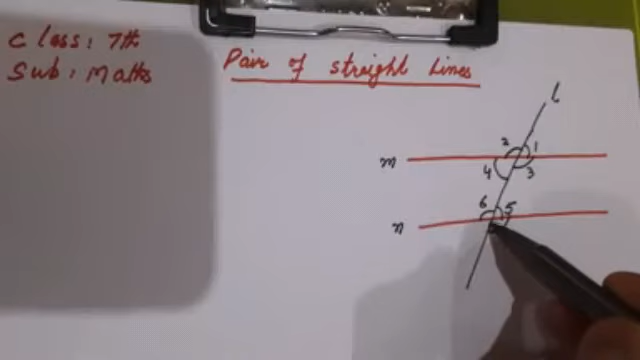 Class: 7th
Sub: Maths
Pair of straight Lines
l
2 1
m
4 3
6 5
n